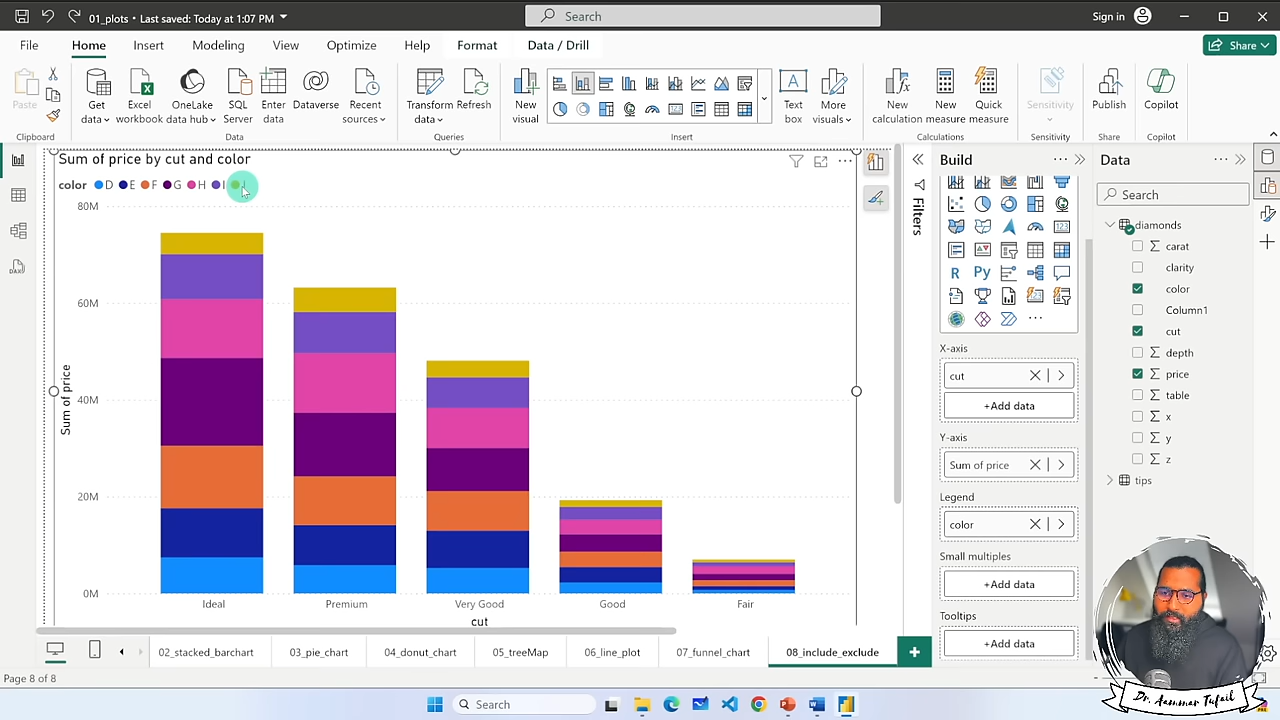 01_plots • Last saved: Today at 1:07 PM
Search
Sign in
File
Home
Insert
Modeling
View
Optimize
Help
Format
Data / Drill
Share
Paste
Get data
Excel workbook
OneLake data hub
SQL Server
Enter data
Dataverse
Recent sources
Transform data
Refresh
New visual
Text box
More visuals
New calculation
New measure
Quick measure
Sensitivity
Publish
Copilot
Clipboard
Data
Queries
Insert
Calculations
Sensitivity
Share
Copilot
Sum of price by cut and color
color D E F G H I
80M
60M
40M
20M
0M
Sum of price
Ideal
Premium
Very Good
Good
Fair
cut
Filters
Build
R
Py
123
X-axis
cut
+Add data
Y-axis
Sum of price
Legend
color
Small multiples
+Add data
Tooltips
+Add data
Data
Search
diamonds
carat
clarity
color
Column1
cut
depth
price
table
x
y
z
tips
02_stacked_barchart
03_pie_chart
04_donut_chart
05_treeMap
06_line_plot
07_funnel_chart
08_include_exclude
Page 8 of 8
Search
Dr. Aammar Tufail